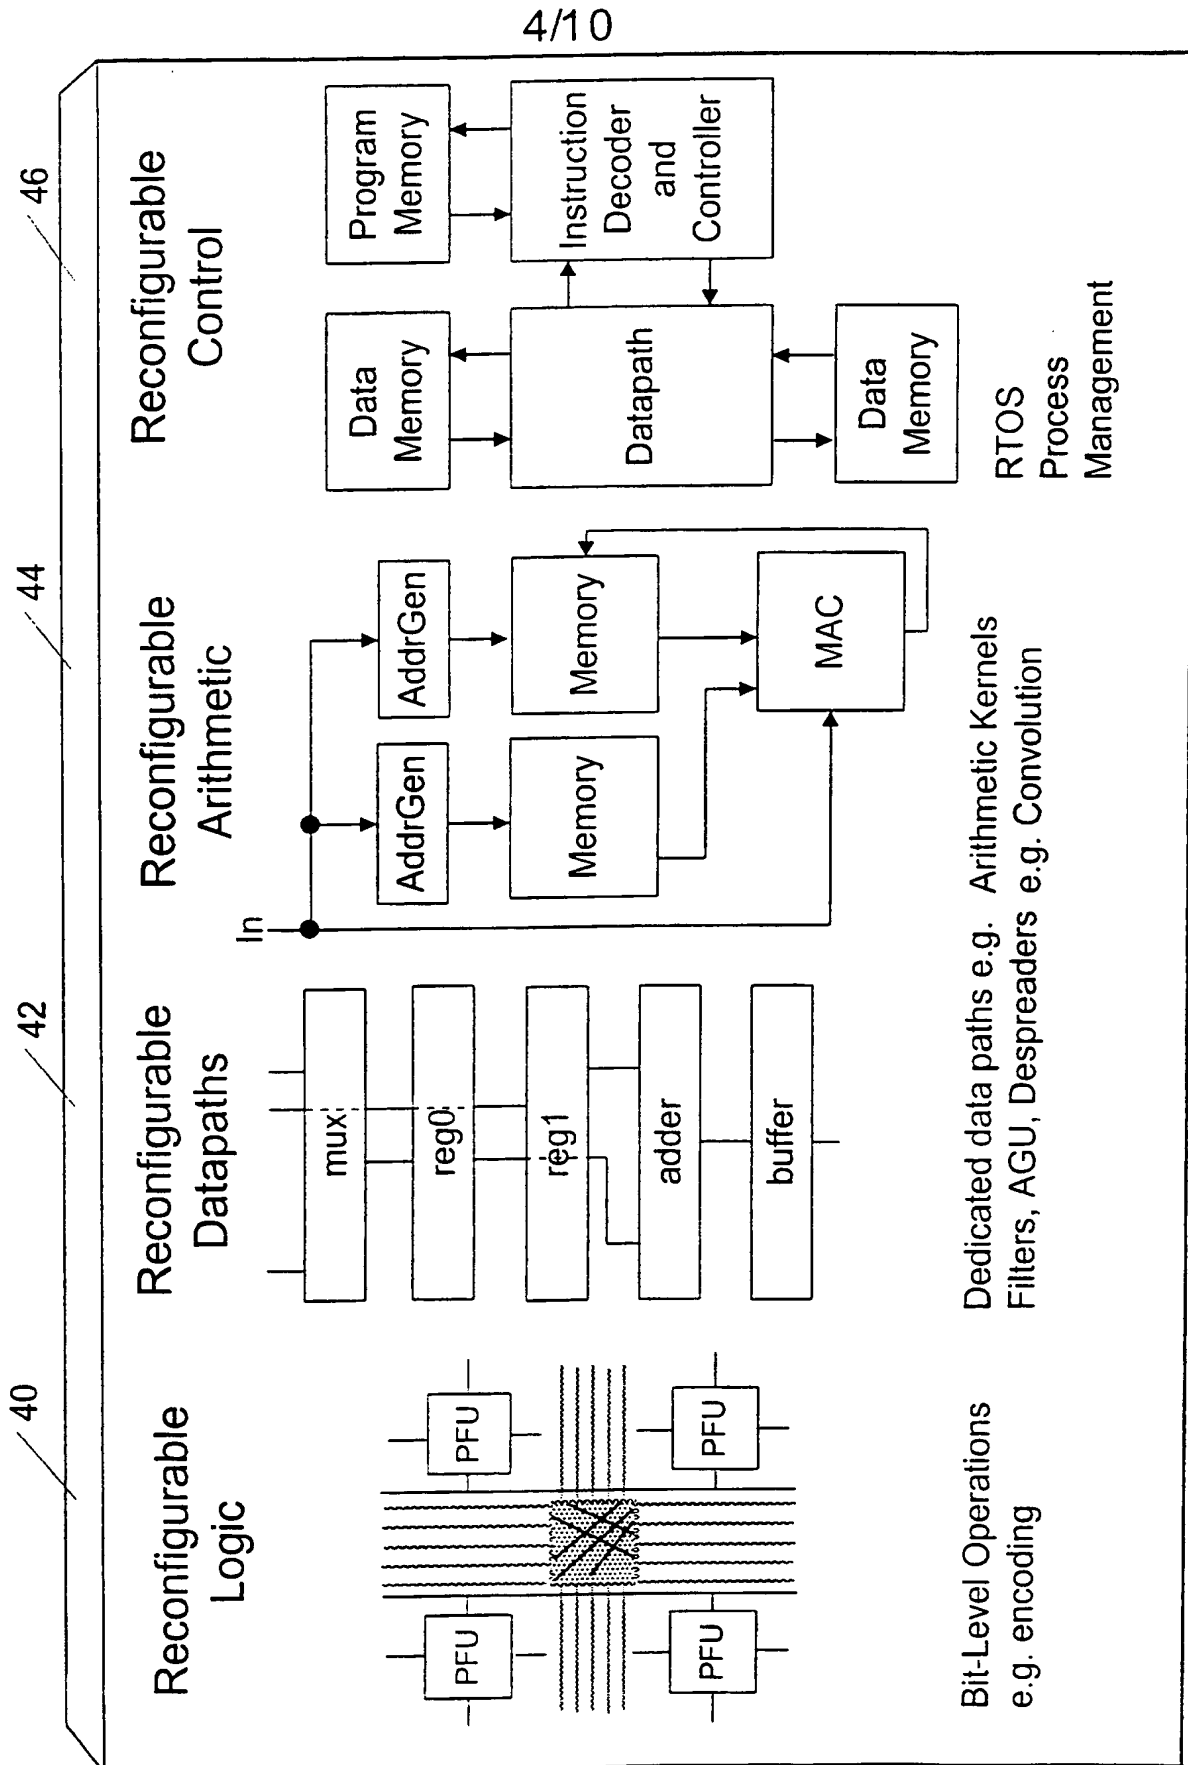 4/10
40
42
44
46
Reconfigurable
Logic
PFU
PFU
PFU
PFU
Bit-Level Operations
e.g. encoding
Reconfigurable
Datapaths
mux
reg0
reg1
adder
buffer
Dedicated data paths e.g.
Filters, AGU, Despreaders
Reconfigurable
Arithmetic
In
AddrGen
AddrGen
Memory
Memory
MAC
Arithmetic Kernels
e.g. Convolution
Reconfigurable
Control
Data
Memory
Program
Memory
Datapath
Instruction
Decoder
and
Controller
Data
Memory
RTOS
Process
Management